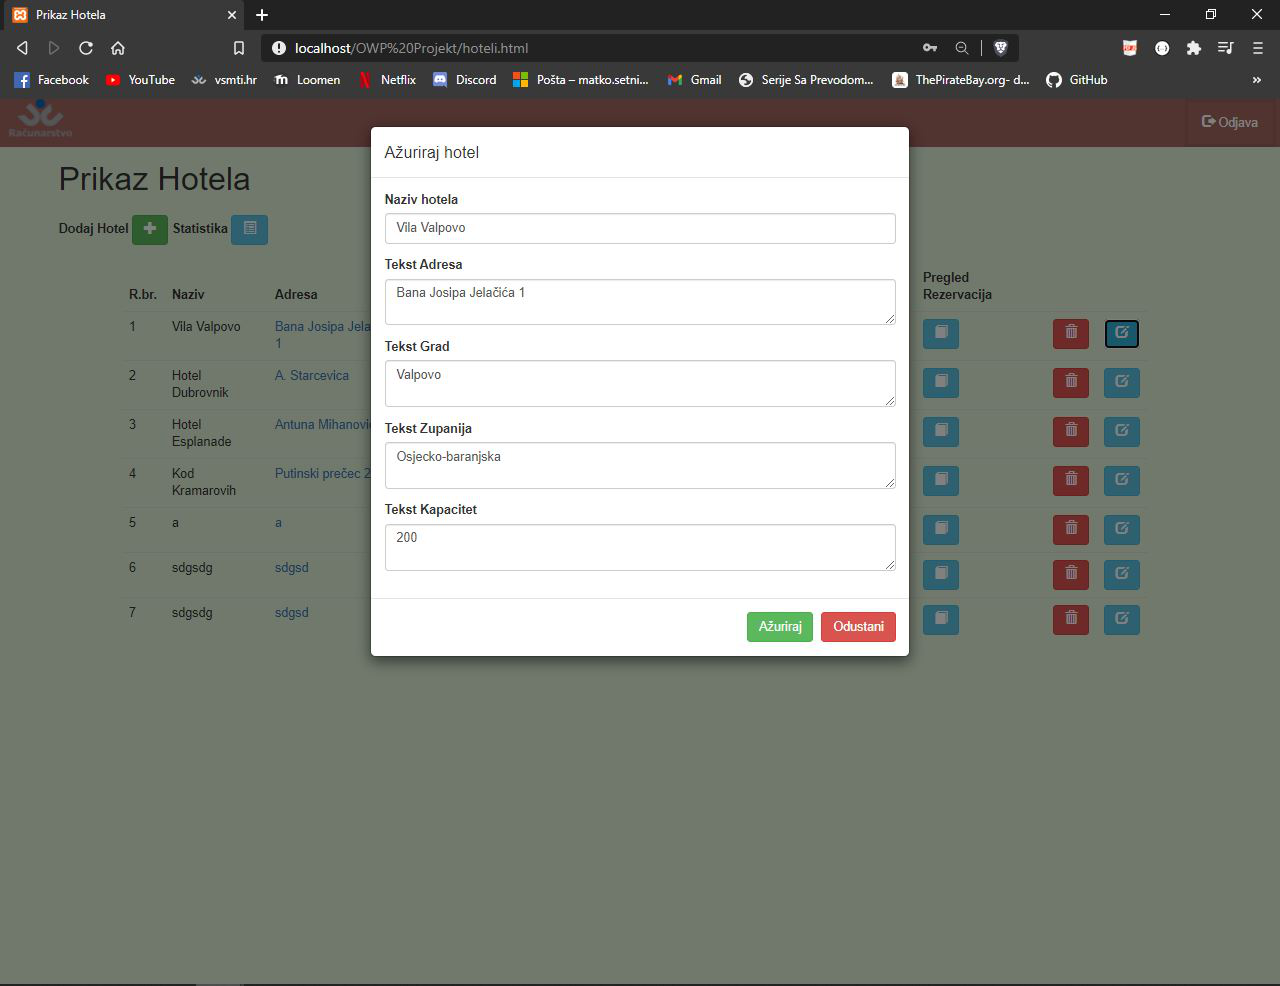 Prikaz Hotela
localhost/OWP%20Projekt/hoteli.html
Facebook YouTube vsmti.hr Loomen Netflix Discord Pošta – matko.setni... Gmail Serije Sa Prevodom... ThePirateBay.org- d... GitHub »
Računarstvo
Odjava
Prikaz Hotela
Dodaj Hotel Statistika
R.br. Naziv Adresa Pregled
Rezervacija
1 Vila Valpovo Bana Josipa Jela
1
2 Hotel A. Starcevica
Dubrovnik
3 Hotel Antuna Mihanovi
Esplanade
4 Kod Putinski prečec 2
Kramarovih
5 a a
6 sdgsdg sdgsd
7 sdgsdg sdgsd
Ažuriraj hotel
Naziv hotela
Vila Valpovo
Tekst Adresa
Bana Josipa Jelačića 1
Tekst Grad
Valpovo
Tekst Zupanija
Osjecko-baranjska
Tekst Kapacitet
200
Ažuriraj Odustani